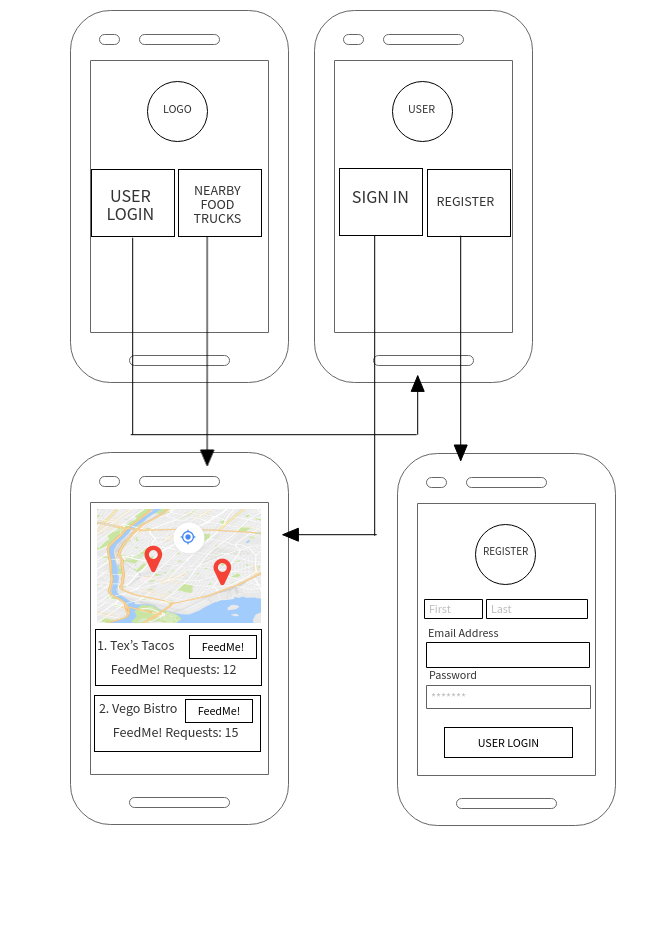 LOGO
USER
LOGIN
NEARBY
FOOD
TRUCKS
USER
SIGN IN
REGISTER
1. Tex's Tacos
FeedMe!
FeedMe! Requests: 12
2. Vego Bistro
FeedMe!
FeedMe! Requests: 15
REGISTER
First
Last
Email Address
Password
*******
USER LOGIN